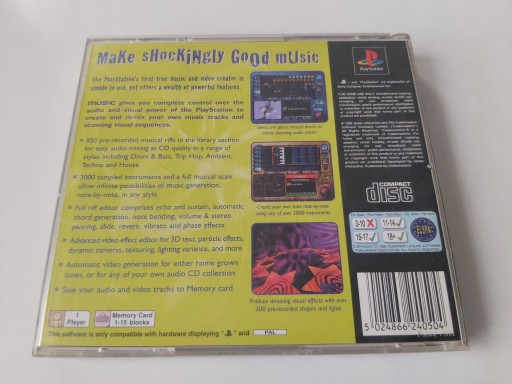 Make sHocKiNgly Good music
the PlayStation's first true music and video creator is
simple to use, yet offers a wealth of powerful features.
MUSIC gives you complete control over the
audio and visual power of the PlayStation to
create and remix your own music tracks and
stunning visual sequences.
850 pre-recorded musical riffs in the library section
for easy audio mixing at CD quality in a range of
styles including Drum & Bass, Trip Hop, Ambient,
Techno and House
3000 sampled instruments and a full musical scale
allow infinite possibilities of music generation,
note-by-note, in any style
Full riff editor comprises echo and sustain, automatic
chord generation, note bending, volume & stereo
panning, slide, reverb, vibrato and phase effects
Advanced video effect editor for 3D text, particle effects,
dynamic cameras, texturing, lighting variance, and more
Automatic video generation for either home grown
tunes, or for any of your own audio CD collection
Save your audio and video tracks to Memory card
Select and place musical blocks to
create stunning audio tracks
Create your own bass note-by-note
using any of over 3000 instruments
Produce amazing visual effects with over
300 pre-recorded shapes and lights
PlayStation
COMPACT
disc
3-10
11-14
15-17
18+
ELSPA
1
Player
Memory Card
1-15 blocks
This software is only compatible with hardware displaying " " and
PAL
5 024866 240504